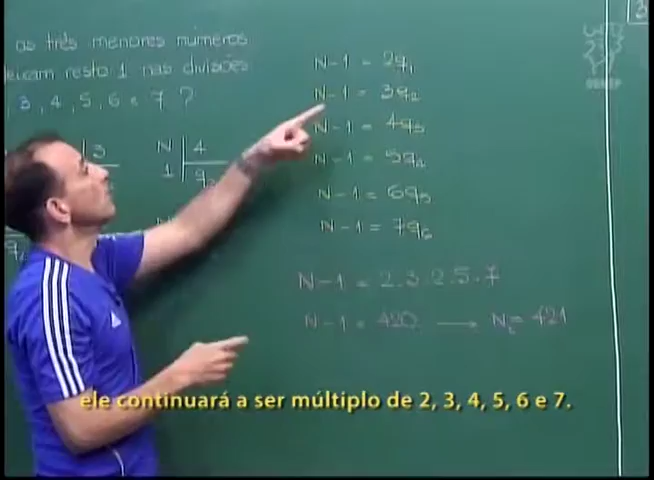 os três menores números
deixam resto 1 nas divisões
3, 4, 5, 6 e 7 ?
3
N 4
1 q
N-1 = 2q₁
N-1 = 3q₂
N-1 = 4q₃
N-1 = 5q₄
N-1 = 6q₅
N-1 = 7q₆
N-1 = 2.3.2.5.7
N-1 = 420 → N = 421
OBMEP
ele continuará a ser múltiplo de 2, 3, 4, 5, 6 e 7.